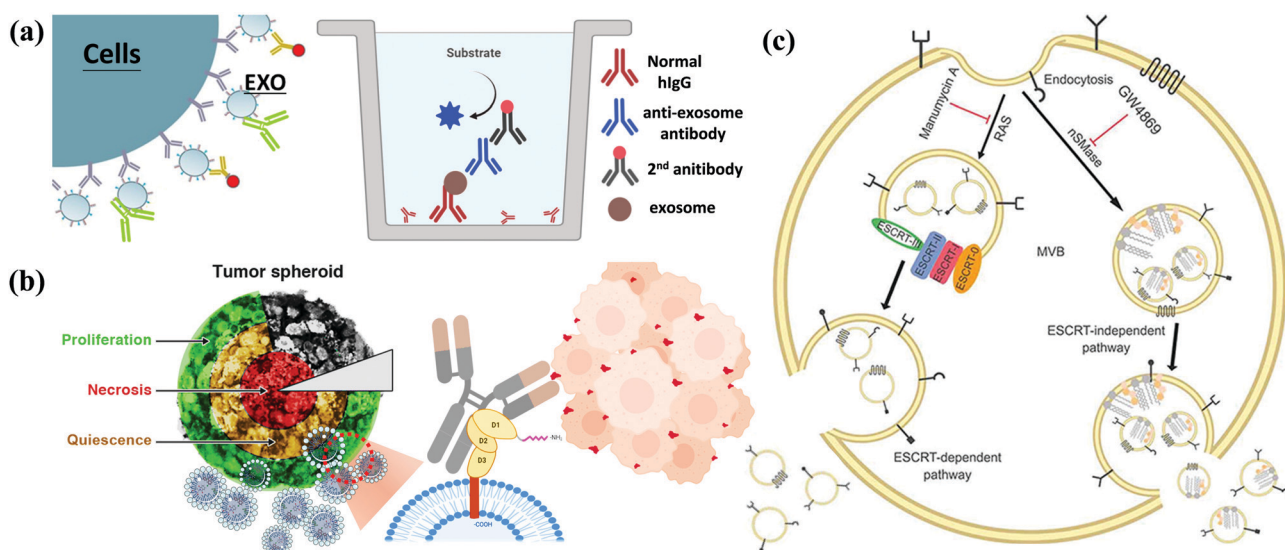 (a)
Cells
EXO
Substrate
Normal
hIgG
anti-exosome
antibody
2nd anitibody
exosome
(b)
Tumor spheroid
Proliferation
Necrosis
Quiescence
D1
D2
D3
-NH2
-COOH
(c)
Endocytosis
Manumycin A
RAS
GW4869
nSMase
ESCRT-III
ESCRT-II
ESCRT-I
ESCRT-0
MVB
ESCRT-independent
pathway
ESCRT-dependent
pathway